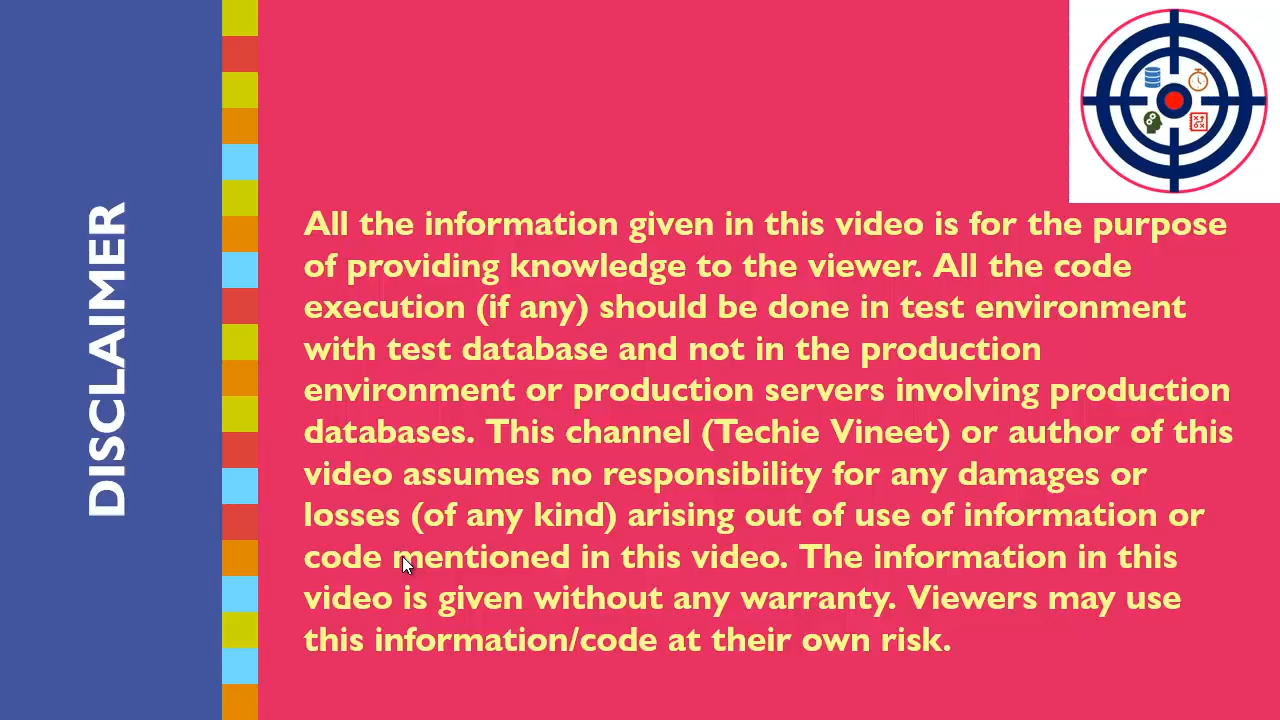 DISCLAIMER
All the information given in this video is for the purpose
of providing knowledge to the viewer. All the code
execution (if any) should be done in test environment
with test database and not in the production
environment or production servers involving production
databases. This channel (Techie Vineet) or author of this
video assumes no responsibility for any damages or
losses (of any kind) arising out of use of information or
code mentioned in this video. The information in this
video is given without any warranty. Viewers may use
this information/code at their own risk.